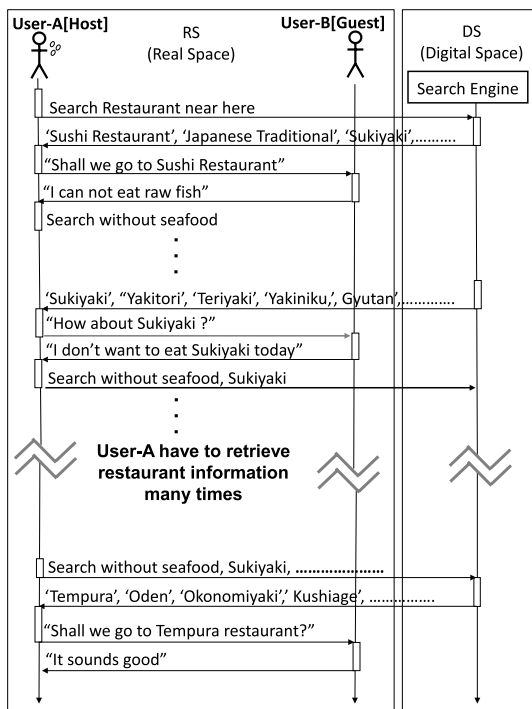 User-A[Host]
RS
(Real Space)
User-B[Guest]
DS
(Digital Space)
Search Engine
Search Restaurant near here
‘Sushi Restaurant’, ‘Japanese Traditional’, ‘Sukiyaki’,……….
“Shall we go to Sushi Restaurant”
“I can not eat raw fish”
Search without seafood
‘Sukiyaki’, “Yakitori’, ‘Teriyaki’, ‘Yakiniku,’, Gyutan’,…………
“How about Sukiyaki ?”
“I don’t want to eat Sukiyaki today”
Search without seafood, Sukiyaki
User-A have to retrieve
restaurant information
many times
Search without seafood, Sukiyaki, …………………
‘Tempura’, ‘Oden’, ‘Okonomiyaki’,’ Kushiage’, …………….
“Shall we go to Tempura restaurant?”
“It sounds good”